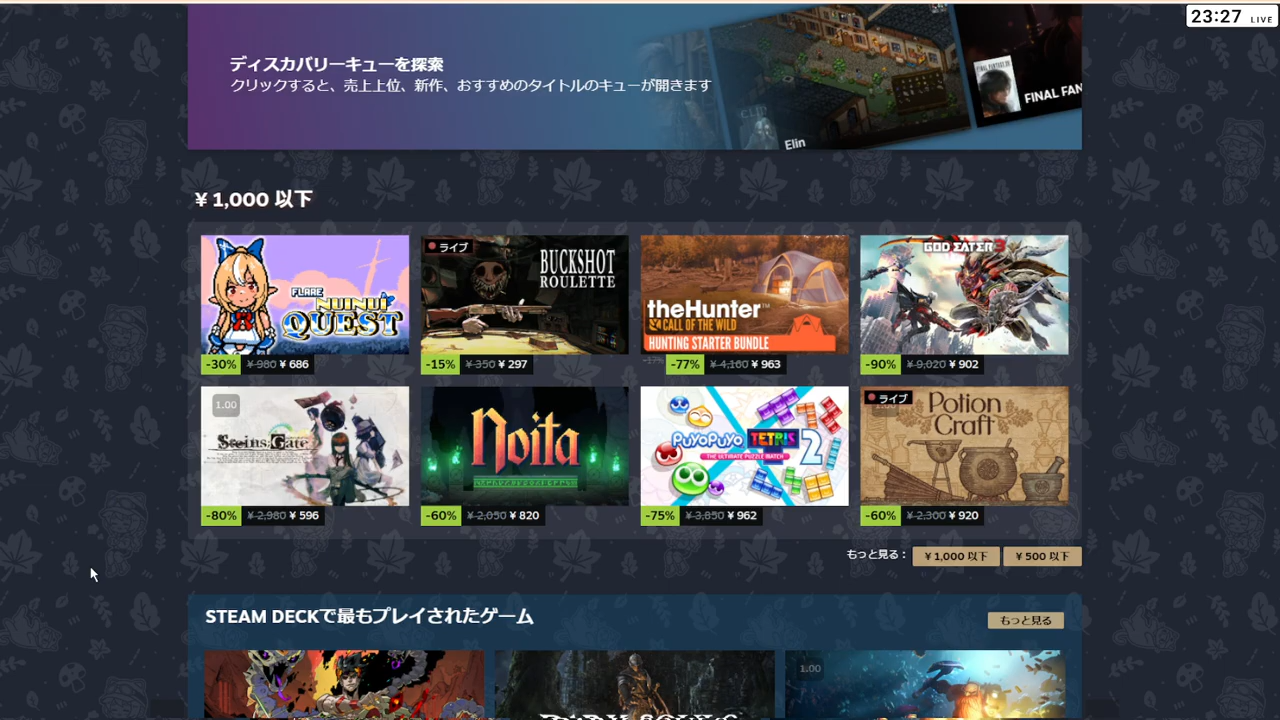 23:27 LIVE
ディスカバリーキューを探索
クリックすると、売上上位、新作、おすすめのタイトルのキューが開きます
Elin
FINAL FAN
¥ 1,000 以下
FLARE
NUINUI
QUEST
ライブ
BUCKSHOT
ROULETTE
theHunter™
CALL OF THE WILD
HUNTING STARTER BUNDLE
GOD EATER 3
-30% ¥ 980 ¥ 686
-15% ¥ 350 ¥ 297
-77% ¥ 4,160 ¥ 963
-90% ¥ 9,020 ¥ 902
1.00
Steins;Gate
Noita
PUYOPUYO TETRIS 2
THE ULTIMATE PUZZLE MATCH
ライブ
Potion
Craft
-80% ¥ 2,980 ¥ 596
-60% ¥ 2,050 ¥ 820
-75% ¥ 3,850 ¥ 962
-60% ¥ 2,300 ¥ 920
もっと見る： ¥ 1,000 以下 ¥ 500 以下
STEAM DECKで最もプレイされたゲーム
もっと見る
1.00
DARK SOULS